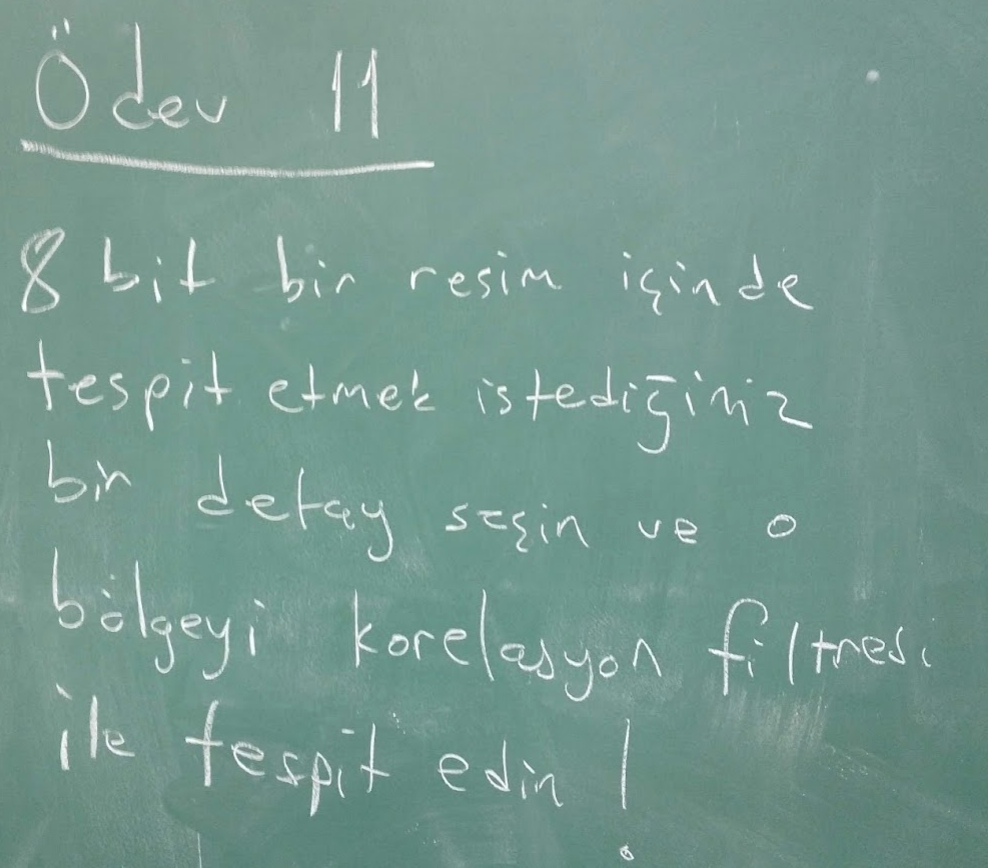 Ödev 11
8 bit bir resim içinde
tespit etmek istediğiniz
bir detay seçin ve o
bölgeyi korelasyon filtresi
ile tespit edin !